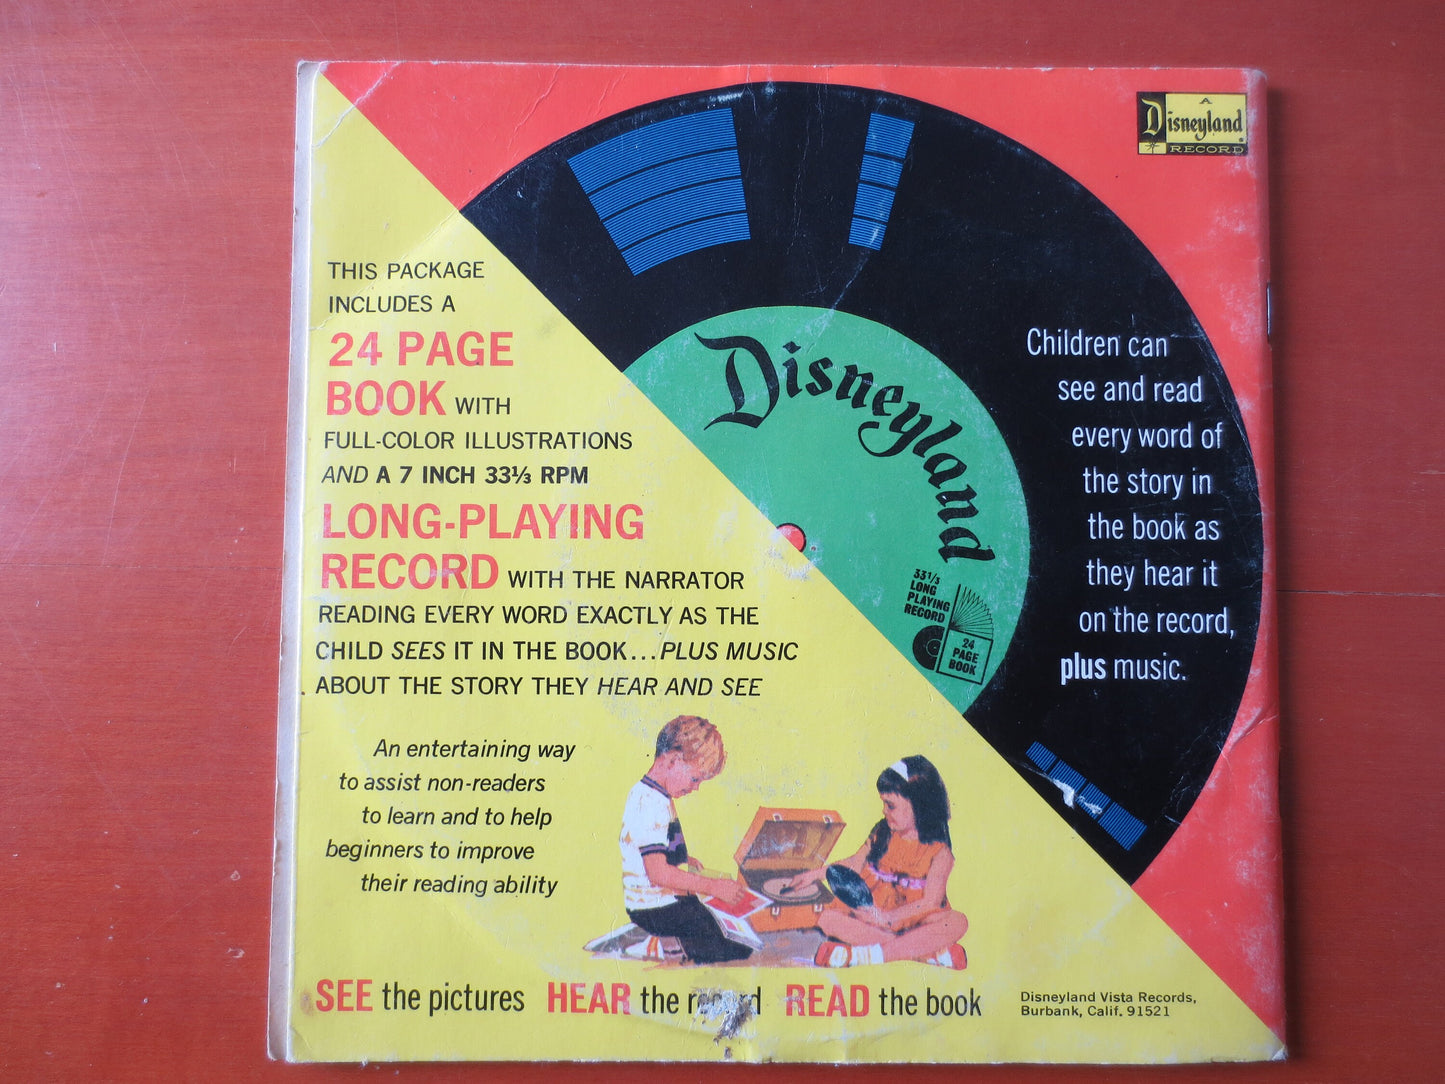 A
Disneyland
RECORD
THIS PACKAGE
INCLUDES A
24 PAGE
BOOK WITH
FULL-COLOR ILLUSTRATIONS
AND A 7 INCH 33⅓ RPM
LONG-PLAYING
RECORD WITH THE NARRATOR
READING EVERY WORD EXACTLY AS THE
CHILD SEES IT IN THE BOOK...PLUS MUSIC
ABOUT THE STORY THEY HEAR AND SEE
Disneyland
33⅓
LONG
PLAYING
RECORD
24
PAGE
BOOK
Children can
see and read
every word of
the story in
the book as
they hear it
on the record,
plus music.
An entertaining way
to assist non-readers
to learn and to help
beginners to improve
their reading ability
SEE the pictures HEAR the record READ the book
Disneyland Vista Records,
Burbank, Calif. 91521